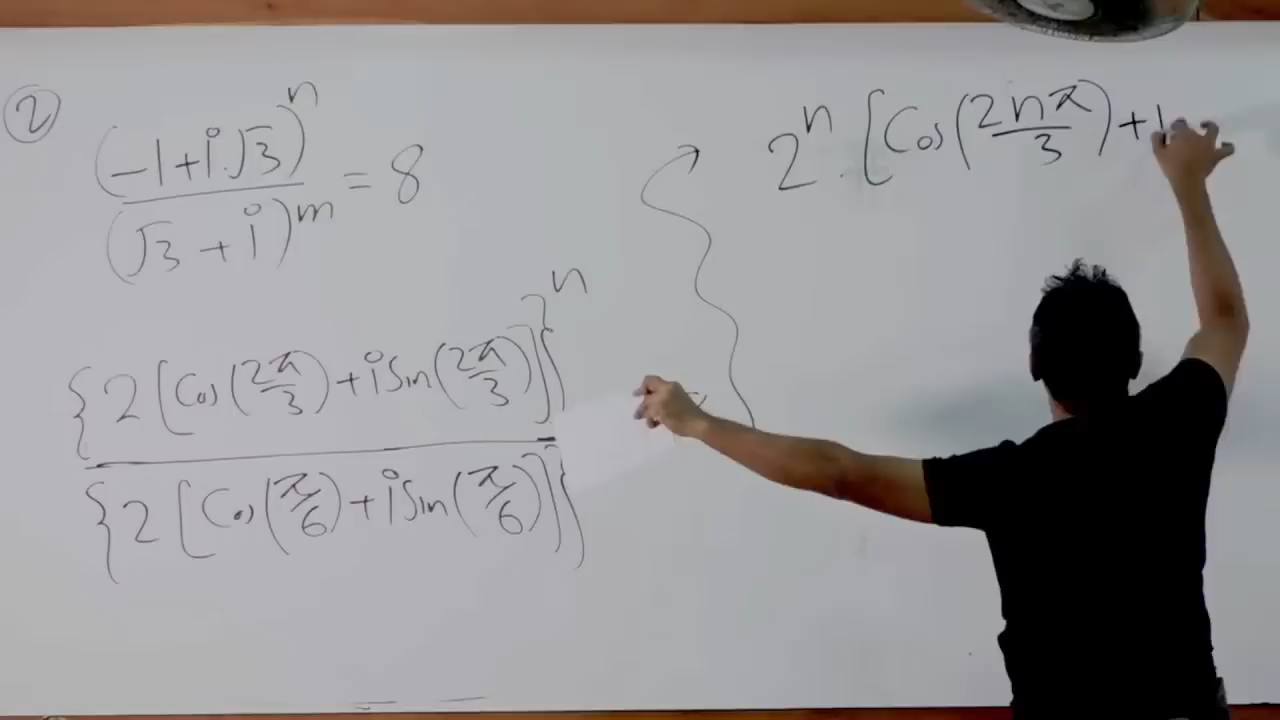 ②
(-1+i√3)ⁿ / (√3+i)ᵐ = 8
{2[Cos(2π/3)+iSin(2π/3)]}ⁿ
{2[Cos(π/6)+iSin(π/6)]}
2ⁿ.[Cos(2nπ/3)+